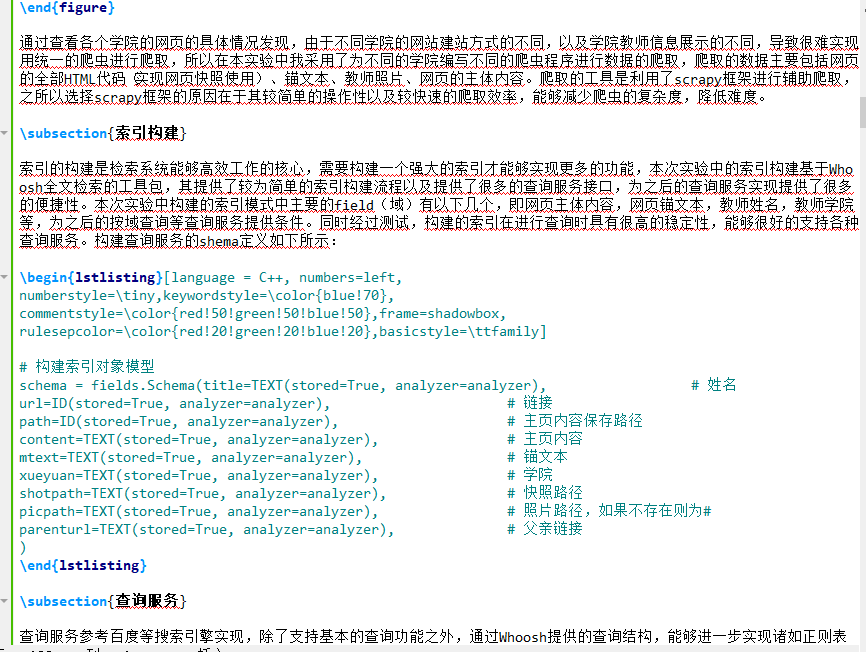 \end{figure}
通过查看各个学院的网页的具体情况发现，由于不同学院的网站建站方式的不同，以及学院教师信息展示的不同，导致很难实现
用统一的爬虫进行爬取，所以在本实验中我采用了为不同的学院编写不同的爬虫程序进行数据的爬取，爬取的数据主要包括网页
的全部HTML代码（实现网页快照使用）、锚文本、教师照片、网页的主体内容。爬取的工具是利用了scrapy框架进行辅助爬取，
之所以选择scrapy框架的原因在于其较简单的操作性以及较快速的爬取效率，能够减少爬虫的复杂度，降低难度。
\subsection{索引构建}
索引的构建是检索系统能够高效工作的核心，需要构建一个强大的索引才能够实现更多的功能，本次实验中的索引构建基于Who
osh全文检索的工具包，其提供了较为简单的索引构建流程以及提供了很多的查询服务接口，为之后的查询服务实现提供了很多
的便捷性。本次实验中构建的索引模式中主要的field（域）有以下几个，即网页主体内容，网页锚文本，教师姓名，教师学院
等，为之后的按域查询等查询服务提供条件。同时经过测试，构建的索引在进行查询时具有很高的稳定性，能够很好的支持各种
查询服务。构建查询服务的shema定义如下所示：
\begin{lstlisting}[language = C++, numbers=left,
numberstyle=\tiny,keywordstyle=\color{blue!70},
commentstyle=\color{red!50!green!50!blue!50},frame=shadowbox,
rulesepcolor=\color{red!20!green!20!blue!20},basicstyle=\ttfamily]
# 构建索引对象模型
schema = fields.Schema(title=TEXT(stored=True, analyzer=analyzer), # 姓名
url=ID(stored=True, analyzer=analyzer), # 链接
path=ID(stored=True, analyzer=analyzer), # 主页内容保存路径
content=TEXT(stored=True, analyzer=analyzer), # 主页内容
mtext=TEXT(stored=True, analyzer=analyzer), # 锚文本
xueyuan=TEXT(stored=True, analyzer=analyzer), # 学院
shotpath=TEXT(stored=True, analyzer=analyzer), # 快照路径
picpath=TEXT(stored=True, analyzer=analyzer), # 照片路径，如果不存在则为#
parenturl=TEXT(stored=True, analyzer=analyzer), # 父亲链接
)
\end{lstlisting}
\subsection{查询服务}
查询服务参考百度等搜索引擎实现，除了支持基本的查询功能之外，通过Whoosh提供的查询结构，能够进一步实现诸如正则表